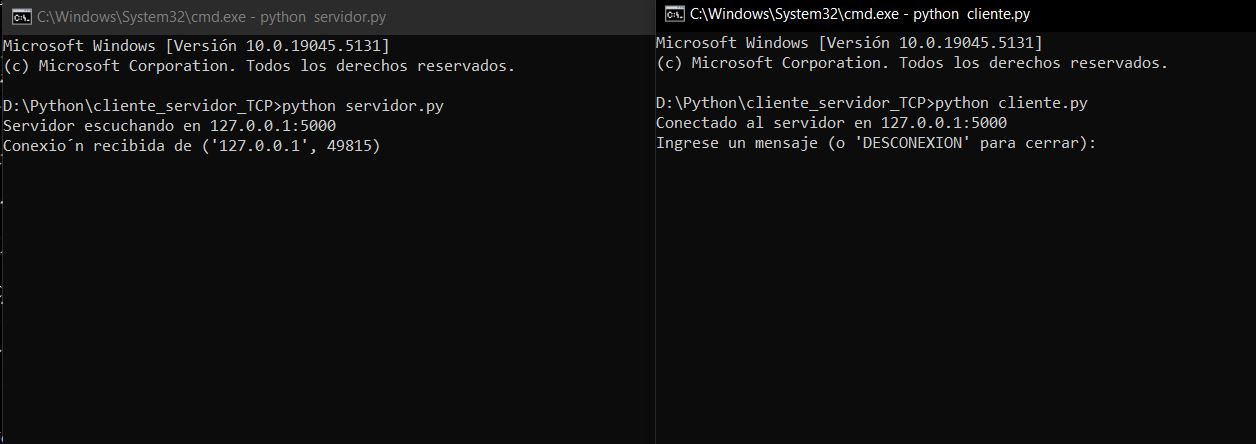 C:\Windows\System32\cmd.exe - python  servidor.py
Microsoft Windows [Versión 10.0.19045.5131]
(c) Microsoft Corporation. Todos los derechos reservados.
D:\Python\cliente_servidor_TCP>python servidor.py
Servidor escuchando en 127.0.0.1:5000
Conexio´n recibida de ('127.0.0.1', 49815)
C:\Windows\System32\cmd.exe - python  cliente.py
Microsoft Windows [Versión 10.0.19045.5131]
(c) Microsoft Corporation. Todos los derechos reservados.
D:\Python\cliente_servidor_TCP>python cliente.py
Conectado al servidor en 127.0.0.1:5000
Ingrese un mensaje (o 'DESCONEXION' para cerrar):